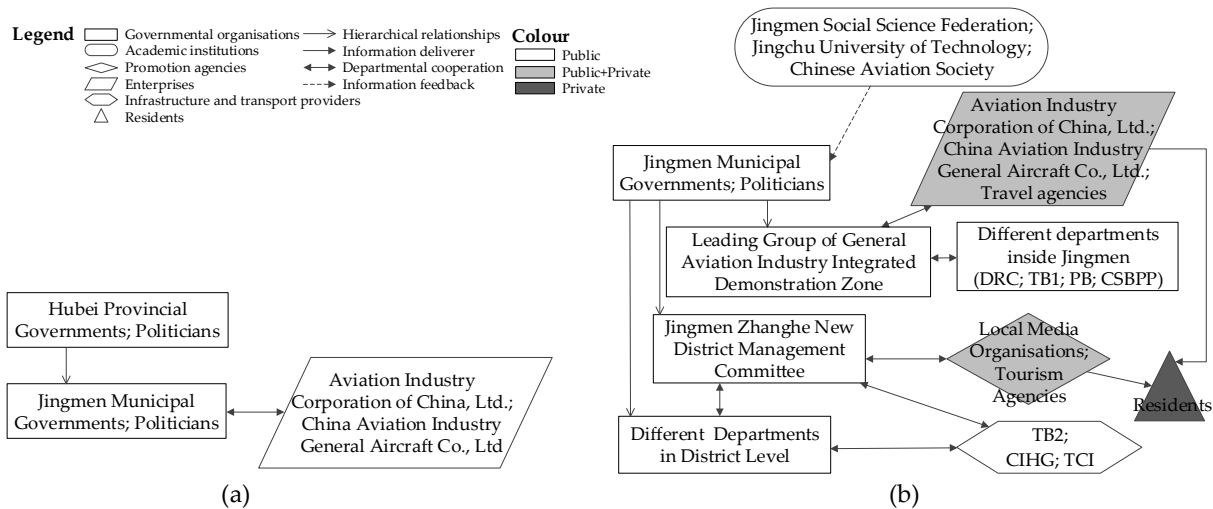 Legend
Governmental organisations
Academic institutions
Promotion agencies
Enterprises
Infrastructure and transport providers
Residents
Hierarchical relationships
Information deliverer
Departmental cooperation
Information feedback
Colour
Public
Public+Private
Private
Hubei Provincial
Governments; Politicians
Jingmen Municipal
Governments; Politicians
Aviation Industry
Corporation of China, Ltd.;
China Aviation Industry
General Aircraft Co., Ltd
(a)
Jingmen Social Science Federation;
Jingchu University of Technology;
Chinese Aviation Society
Aviation Industry
Corporation of China, Ltd.;
China Aviation Industry
General Aircraft Co., Ltd.;
Travel agencies
Jingmen Municipal
Governments; Politicians
Leading Group of General
Aviation Industry Integrated
Demonstration Zone
Different departments
inside Jingmen
(DRC; TB1; PB; CSBPP)
Jingmen Zhanghe New
District Management
Committee
Local Media
Organisations;
Tourism
Agencies
Residents
Different Departments
in District Level
TB2;
CIHG; TCI
(b)